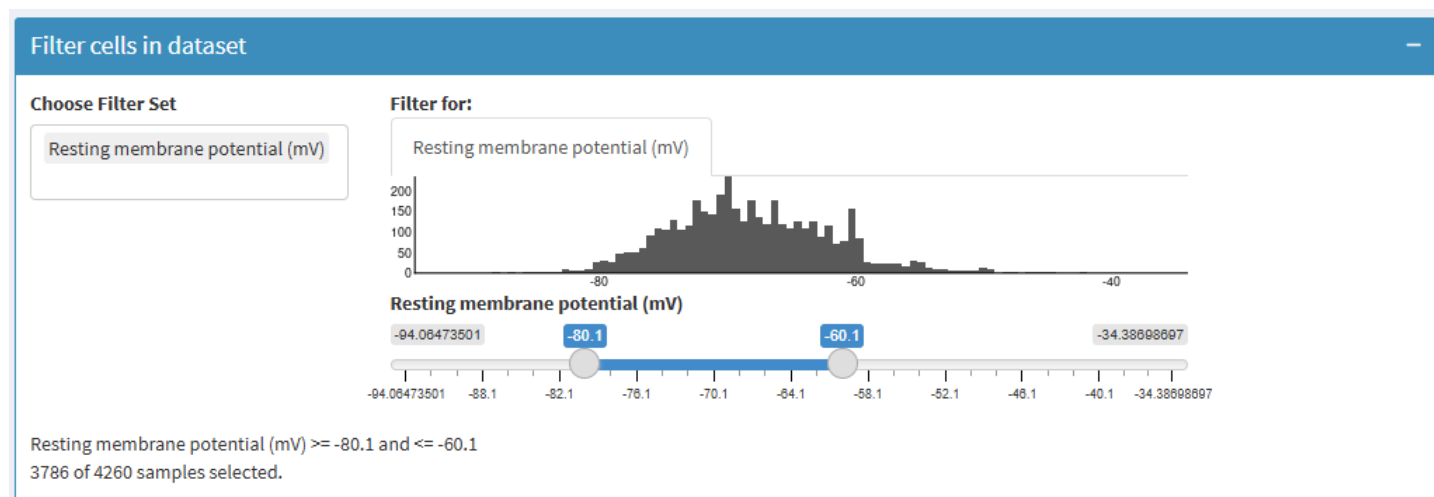 Filter cells in dataset
Choose Filter Set
Resting membrane potential (mV)
Filter for:
Resting membrane potential (mV)
200
150
100
50
0
-80 -60 -40
Resting membrane potential (mV)
-94.06473501 -80.1 -60.1 -34.38698697
-94.06473501 -88.1 -82.1 -76.1 -70.1 -64.1 -58.1 -52.1 -46.1 -40.1 -34.38698697
Resting membrane potential (mV) >= -80.1 and <= -60.1
3786 of 4260 samples selected.